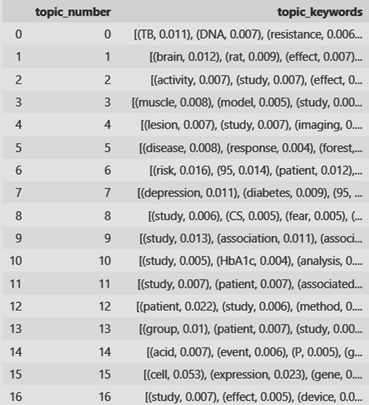 topic_number topic_keywords
0 0 [(TB, 0.011), (DNA, 0.007), (resistance, 0.006...
1 1 [(brain, 0.012), (rat, 0.009), (effect, 0.007)...
2 2 [(activity, 0.007), (study, 0.007), (effect, 0...
3 3 [(muscle, 0.008), (model, 0.005), (study, 0.00...
4 4 [(lesion, 0.007), (study, 0.007), (imaging, 0....
5 5 [(disease, 0.008), (response, 0.004), (forest,...
6 6 [(risk, 0.016), (95, 0.014), (patient, 0.012),...
7 7 [(depression, 0.011), (diabetes, 0.009), (95, ...
8 8 [(study, 0.006), (CS, 0.005), (fear, 0.005), (...
9 9 [(study, 0.013), (association, 0.011), (associ...
10 10 [(study, 0.005), (HbA1c, 0.004), (analysis, 0....
11 11 [(study, 0.007), (patient, 0.007), (associated...
12 12 [(patient, 0.022), (study, 0.006), (method, 0....
13 13 [(group, 0.01), (patient, 0.007), (study, 0.00...
14 14 [(acid, 0.007), (event, 0.006), (P, 0.005), (g...
15 15 [(cell, 0.053), (expression, 0.023), (gene, 0....
16 16 [(study, 0.007), (effect, 0.005), (device, 0.0...